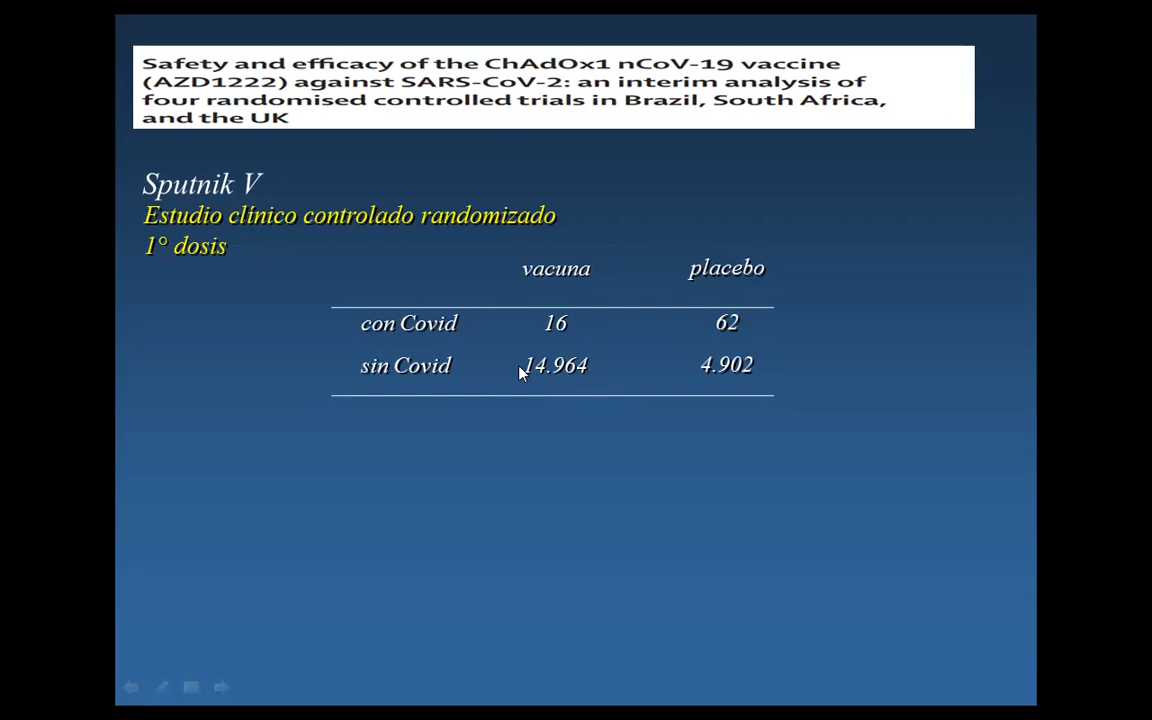 Safety and efficacy of the ChAdOx1 nCoV-19 vaccine
(AZD1222) against SARS-CoV-2: an interim analysis of
four randomised controlled trials in Brazil, South Africa,
and the UK
Sputnik V
Estudio clínico controlado randomizado
1° dosis
vacuna placebo
con Covid 16 62
sin Covid 14.964 4.902